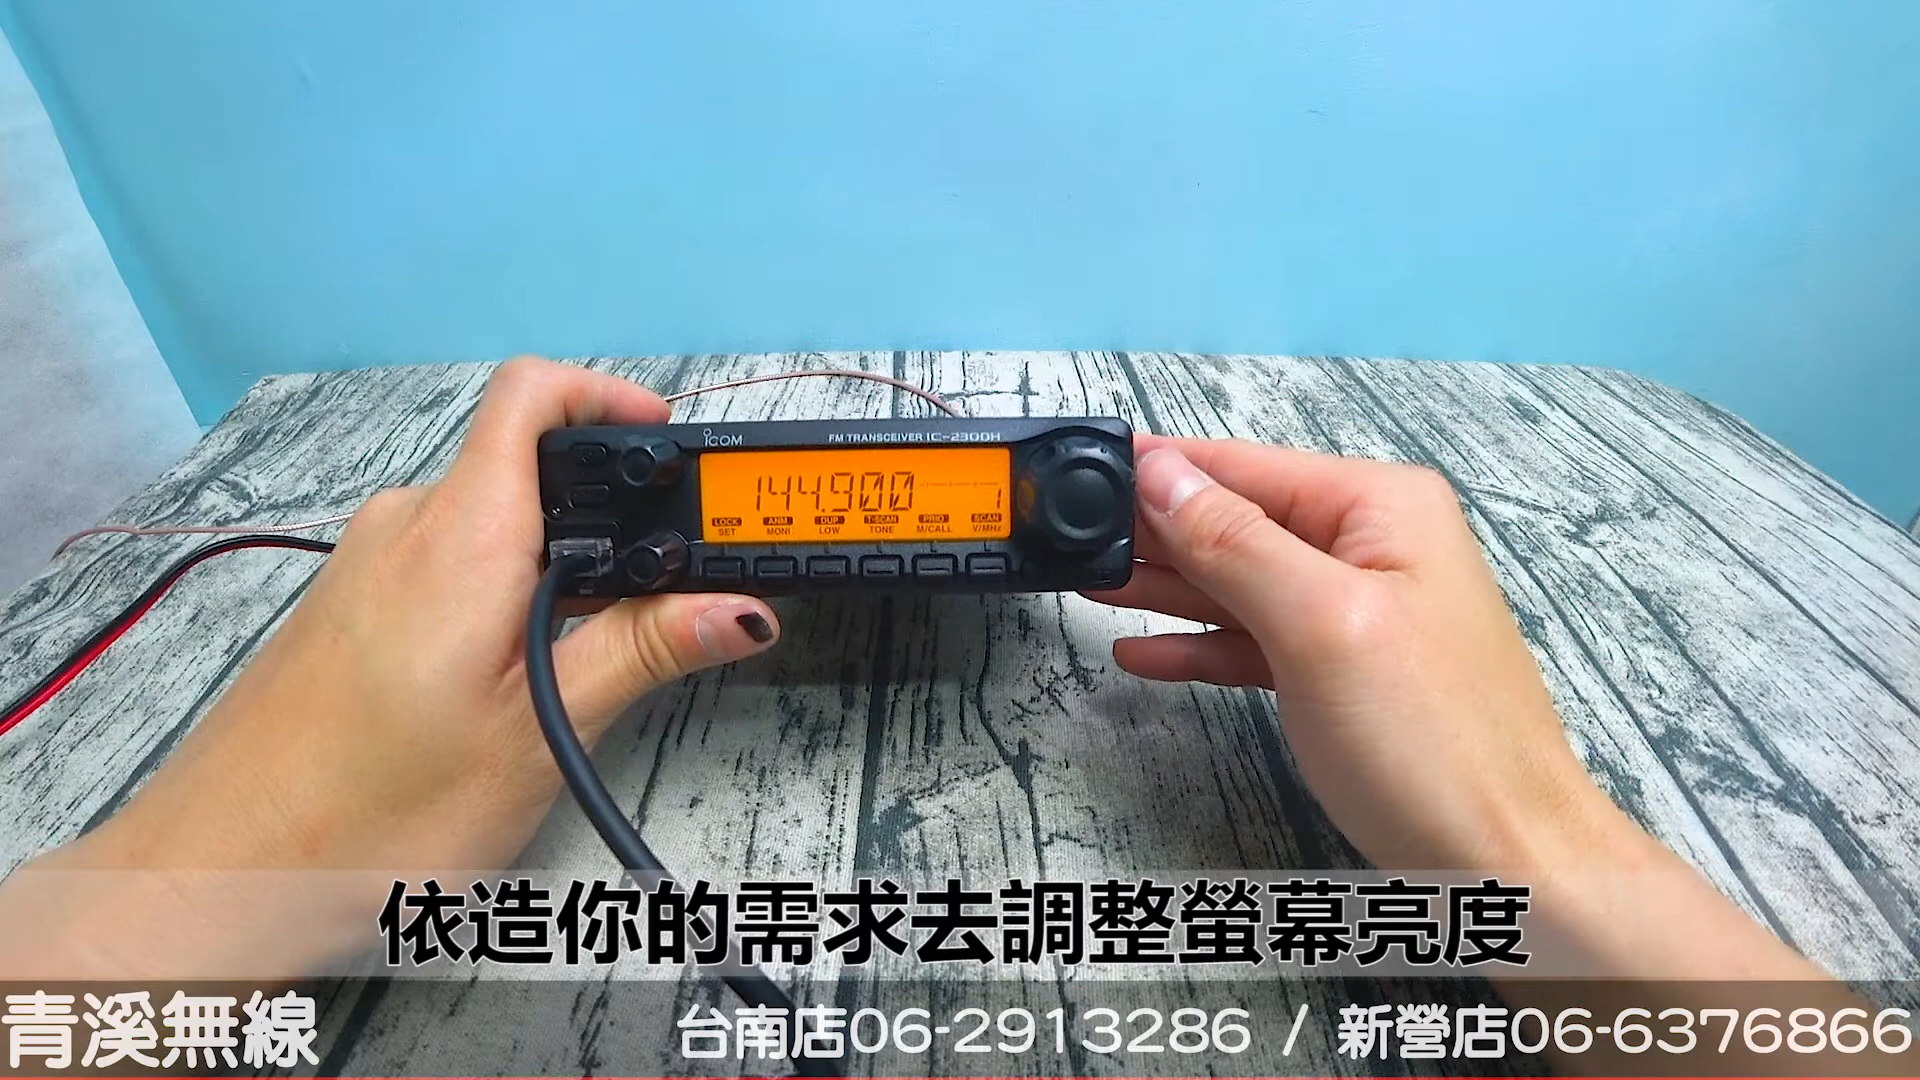 ICOM
FM TRANSCEIVER IC-2300H
144.900
1
LOCK ANM DUP T-SCAN PRIO SCAN
SET MONI LOW TONE M/CALL V/MHz
依造你的需求去調整螢幕亮度
青溪無線
台南店06-2913286 / 新營店06-6376866